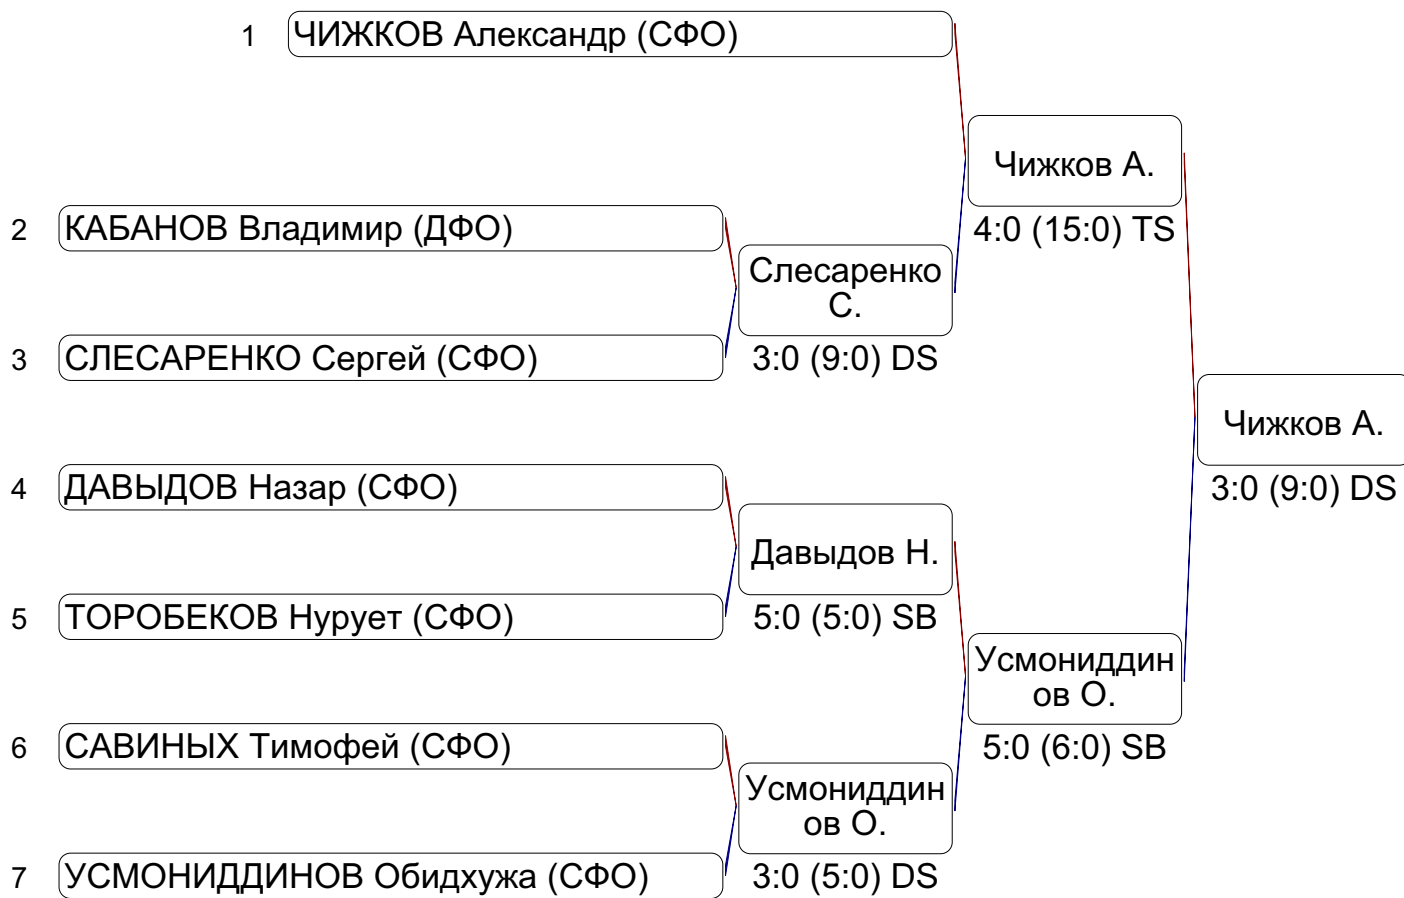 1 ЧИЖКОВ Александр (СФО)
Чижков А.
4:0 (15:0) TS
2 КАБАНОВ Владимир (ДФО)
Слесаренко
С.
3:0 (9:0) DS
3 СЛЕСАРЕНКО Сергей (СФО)
Чижков А.
3:0 (9:0) DS
4 ДАВЫДОВ Назар (СФО)
Давыдов Н.
5:0 (5:0) SB
5 ТОРОБЕКОВ Нурует (СФО)
Усмониддин
ов О.
5:0 (6:0) SB
6 САВИНЫХ Тимофей (СФО)
Усмониддин
ов О.
3:0 (5:0) DS
7 УСМОНИДДИНОВ Обидхужа (СФО)